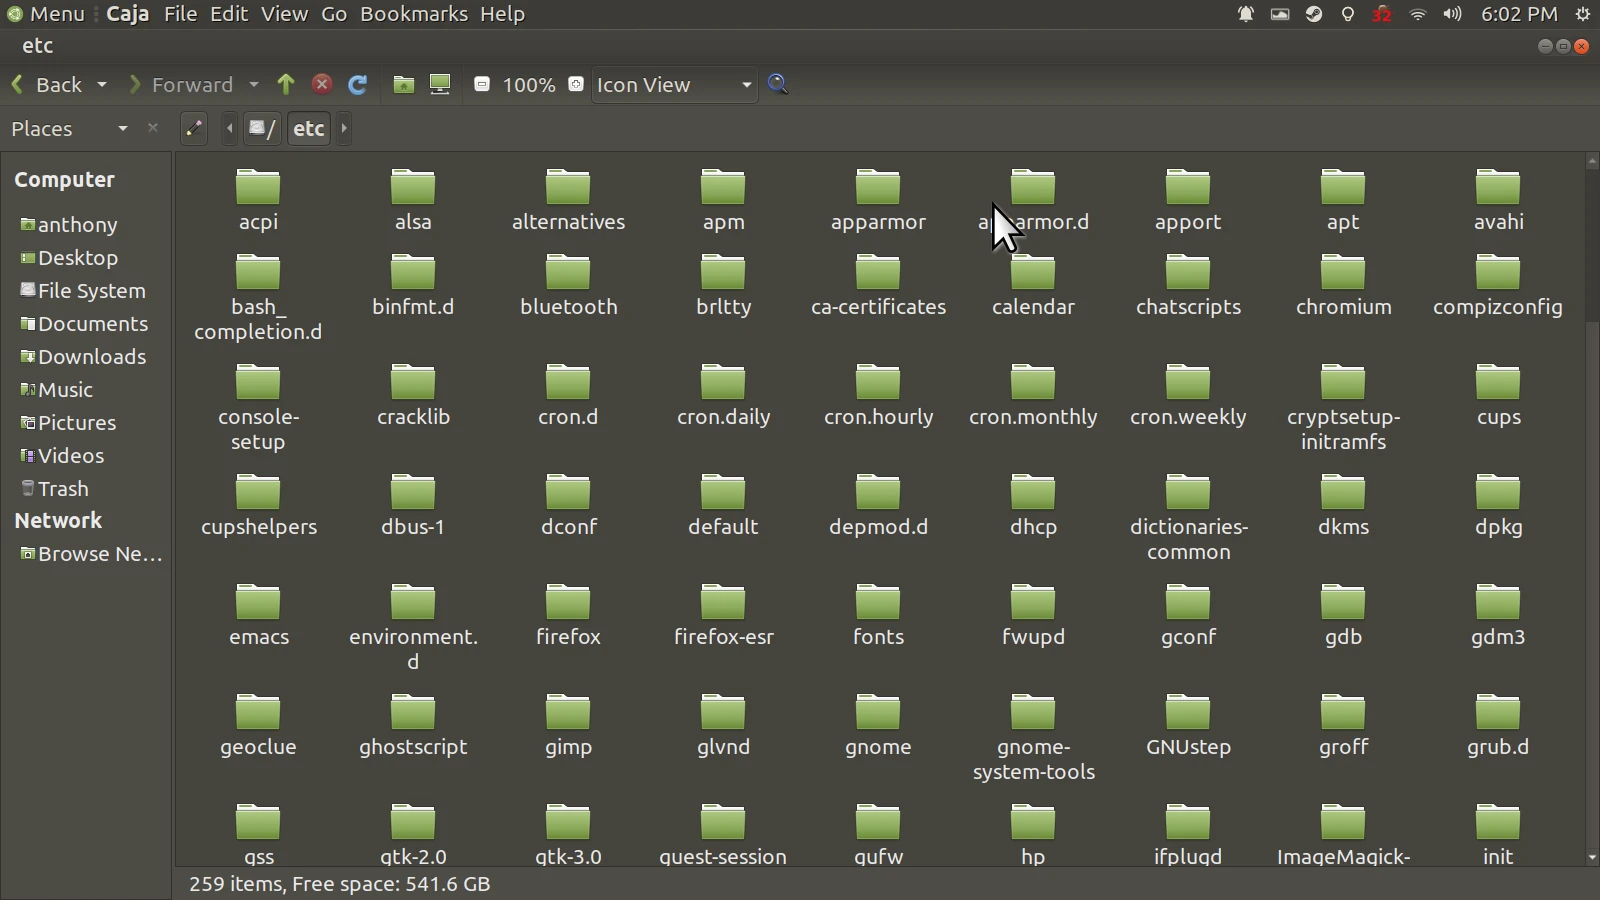 Menu Caja File Edit View Go Bookmarks Help 32 6:02 PM
etc
Back Forward 100% Icon View
Places / etc
Computer
anthony
Desktop
File System
Documents
Downloads
Music
Pictures
Videos
Trash
Network
Browse Ne...
acpi alsa alternatives apm apparmor apparmor.d apport apt avahi
bash_
completion.d binfmt.d bluetooth brltty ca-certificates calendar chatscripts chromium compizconfig
console-
setup cracklib cron.d cron.daily cron.hourly cron.monthly cron.weekly cryptsetup-
initramfs cups
cupshelpers dbus-1 dconf default depmod.d dhcp dictionaries-
common dkms dpkg
emacs environment.
d firefox firefox-esr fonts fwupd gconf gdb gdm3
geoclue ghostscript gimp glvnd gnome gnome-
system-tools GNUstep groff grub.d
gss gtk-2.0 gtk-3.0 guest-session gufw hp ifplugd ImageMagick- init
259 items, Free space: 541.6 GB